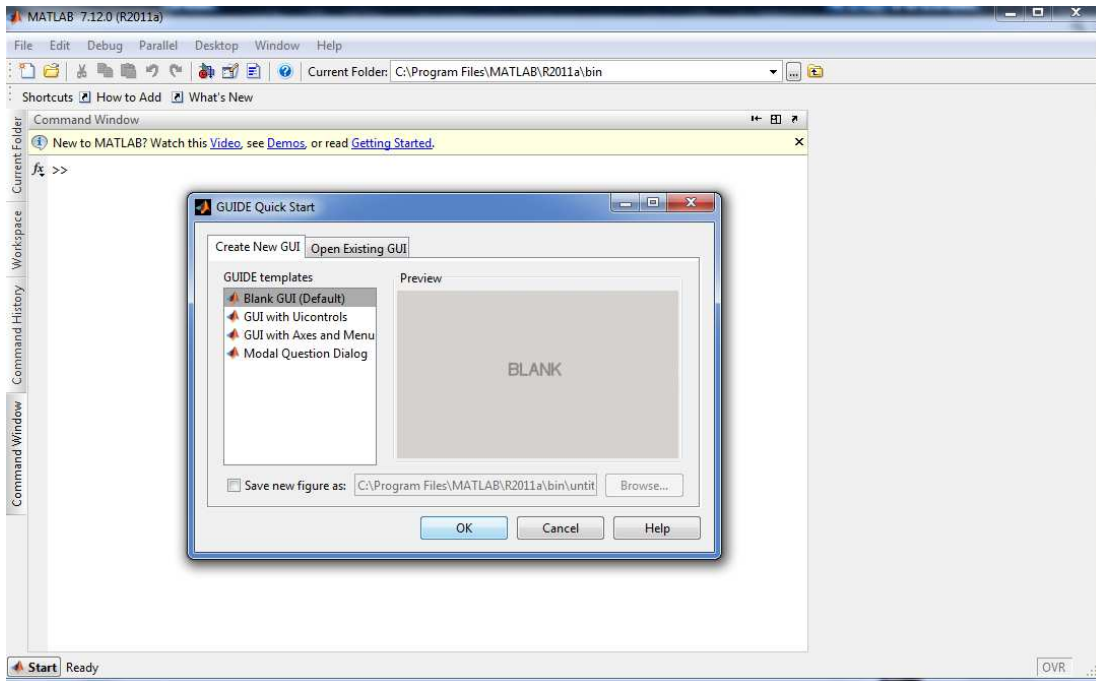 MATLAB 7.12.0 (R2011a)
File Edit Debug Parallel Desktop Window Help
Current Folder: C:\Program Files\MATLAB\R2011a\bin
Shortcuts How to Add What's New
Command Window
New to MATLAB? Watch this Video, see Demos, or read Getting Started.
fx >>
Current Folder
Workspace
Command History
Command Window
GUIDE Quick Start
Create New GUI Open Existing GUI
GUIDE templates Preview
Blank GUI (Default)
GUI with Uicontrols
GUI with Axes and Menu
Modal Question Dialog
BLANK
Save new figure as: C:\Program Files\MATLAB\R2011a\bin\untit Browse...
OK Cancel Help
Start Ready OVR